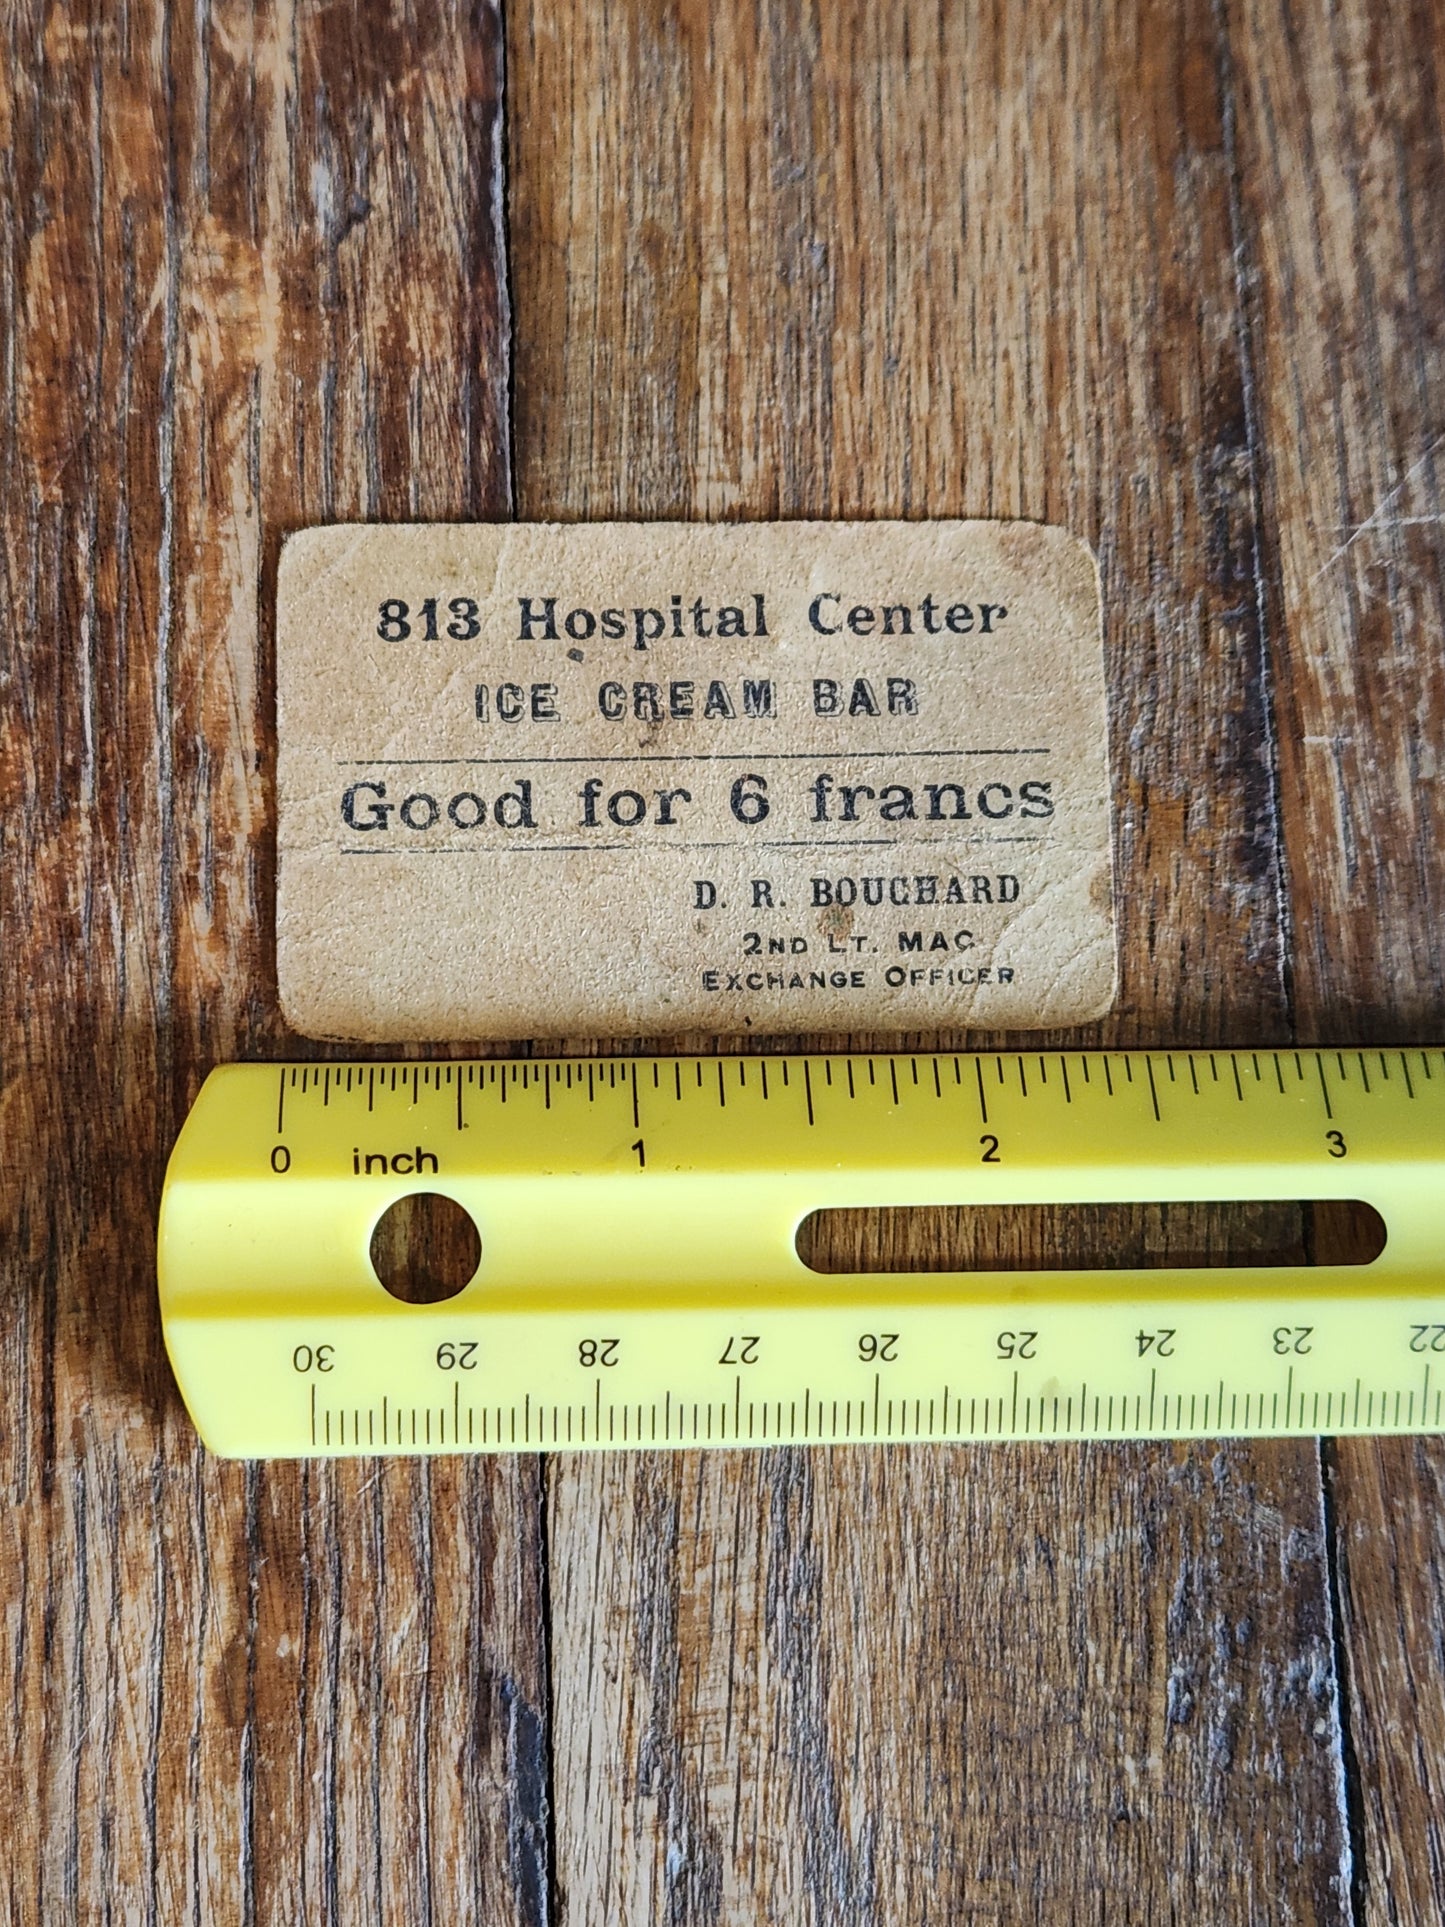 813 Hospital Center
ICE CREAM BAR
Good for 6 francs
D. R. BOUCHARD
2ND LT. MAC
EXCHANGE OFFICER
0 inch 1 2 3
30 29 28 27 26 25 24 23 22